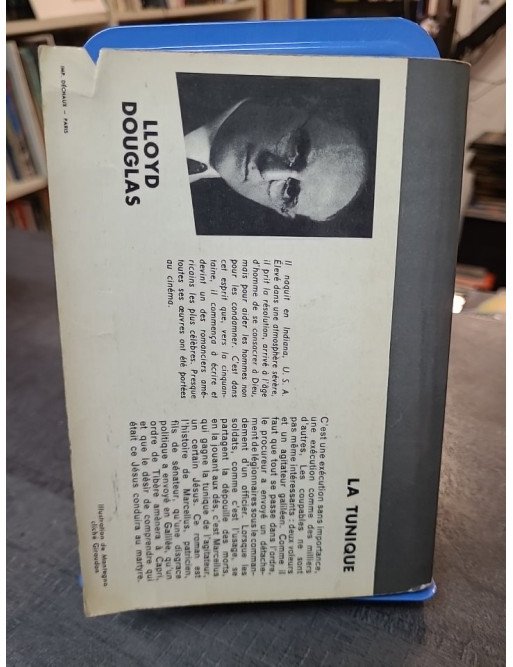 LLOYD
DOUGLAS
Il naquit en Indiana, U. S. A.
Élevé dans une atmosphère sévère,
il prit la résolution, arrivé à l'âge
d'homme de se consacrer à Dieu,
mais pour aider les hommes non
pour les condamner. C'est dans
cet esprit que, vers la cinquan-
taine, il commença à écrire et
devint un des romanciers amé-
ricains les plus célèbres. Presque
toutes ses œuvres ont été portées
au cinéma.
LA TUNIQUE
C'est une exécution sans importance,
une exécution comme des milliers
d'autres. Les coupables ne sont
pas même intéressants : deux voleurs
et un agitateur galiléen. Comme il
faut que tout se passe dans l'ordre,
le procureur a envoyé un détache-
ment de légionnaires sous le comman-
dement d'un officier. Lorsque les
soldats, comme c'est l'usage, se
partagent la dépouille des morts
en la jouant aux dés, c'est Marcellus
qui gagne la tunique de l'agitateur,
un certain Jésus. Ce roman est
l'histoire de Marcellus, patricien,
fils de sénateur, qu'une disgrace
politique a envoyé en Galilée, qu'un
ordre de Tibère ramènera à Capri,
et que le désir de comprendre qui
était ce Jésus conduira au martyre.
Illustration de Mantegna
cliché Giraudon
IMP. DÉCHAUX - PARIS